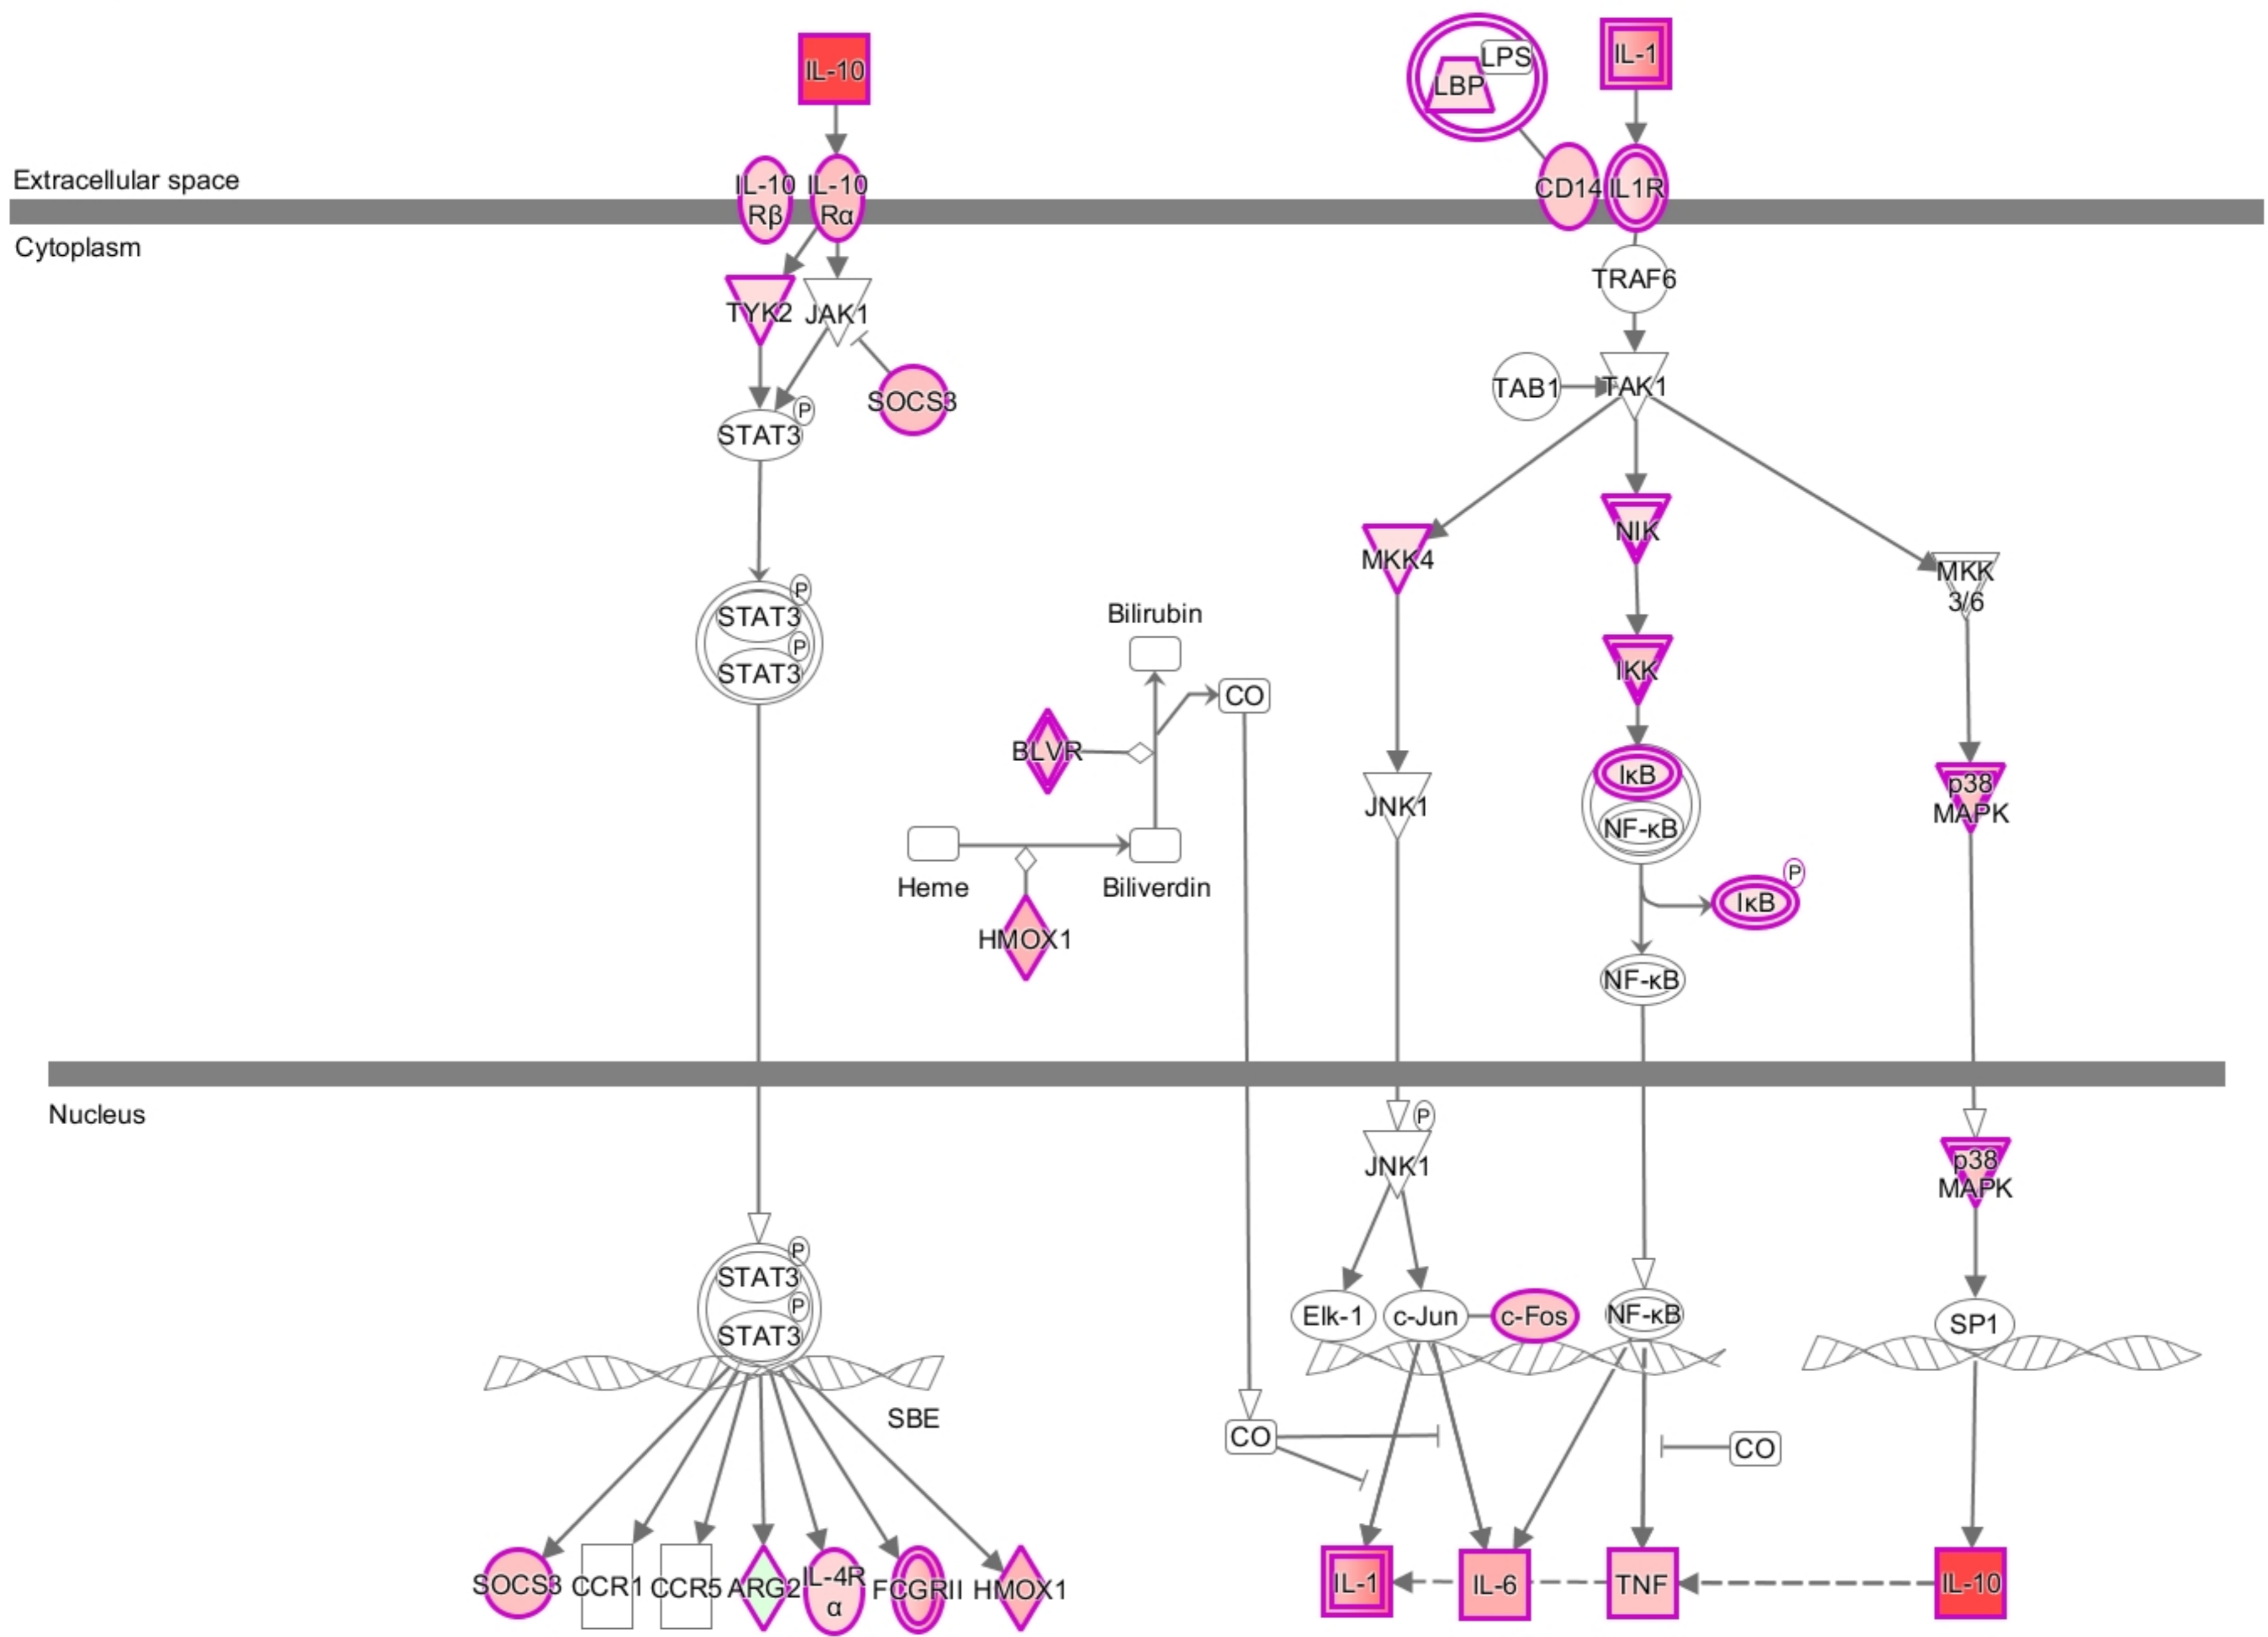 IL-10
LPS
LBP
IL-1
Extracellular space
IL-10
Rβ
IL-10
Rα
CD14
IL1R
Cytoplasm
TYK2
JAK1
TRAF6
SOCS3
TAB1
TAK1
P
STAT3
MKK4
NIK
MKK
3/6
P
STAT3
P
STAT3
Bilirubin
CO
IKK
BLVR
IκB
NF-κB
JNK1
p38
MAPK
Heme
Biliverdin
P
IκB
HMOX1
NF-κB
Nucleus
P
JNK1
p38
MAPK
P
STAT3
P
STAT3
Elk-1
c-Jun
c-Fos
NF-κB
SP1
SBE
CO
CO
SOCS3
CCR1
CCR5
ARG2
IL-4R
α
FCGRII
HMOX1
IL-1
IL-6
TNF
IL-10